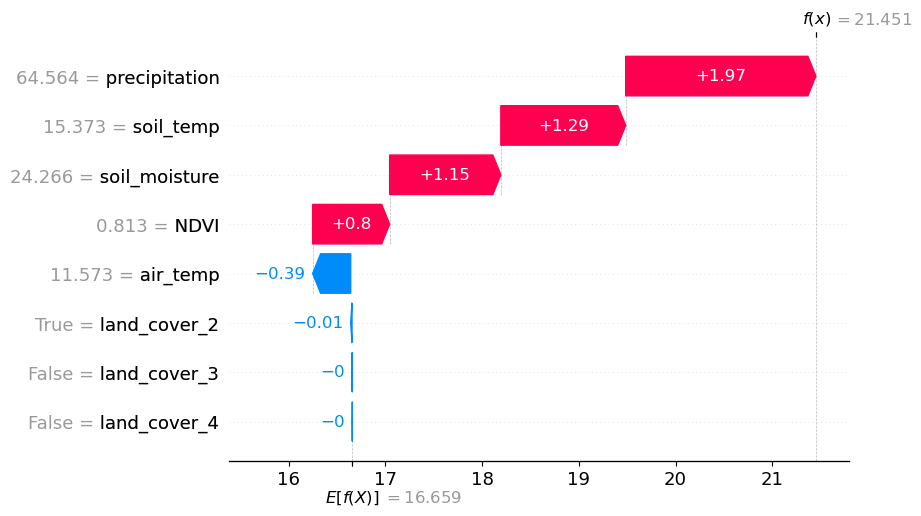 f(x) = 21.451
64.564 = precipitation +1.97
15.373 = soil_temp +1.29
24.266 = soil_moisture +1.15
0.813 = NDVI +0.8
11.573 = air_temp −0.39
True = land_cover_2 −0.01
False = land_cover_3 −0
False = land_cover_4 −0
16 17 18 19 20 21
E[f(X)] = 16.659